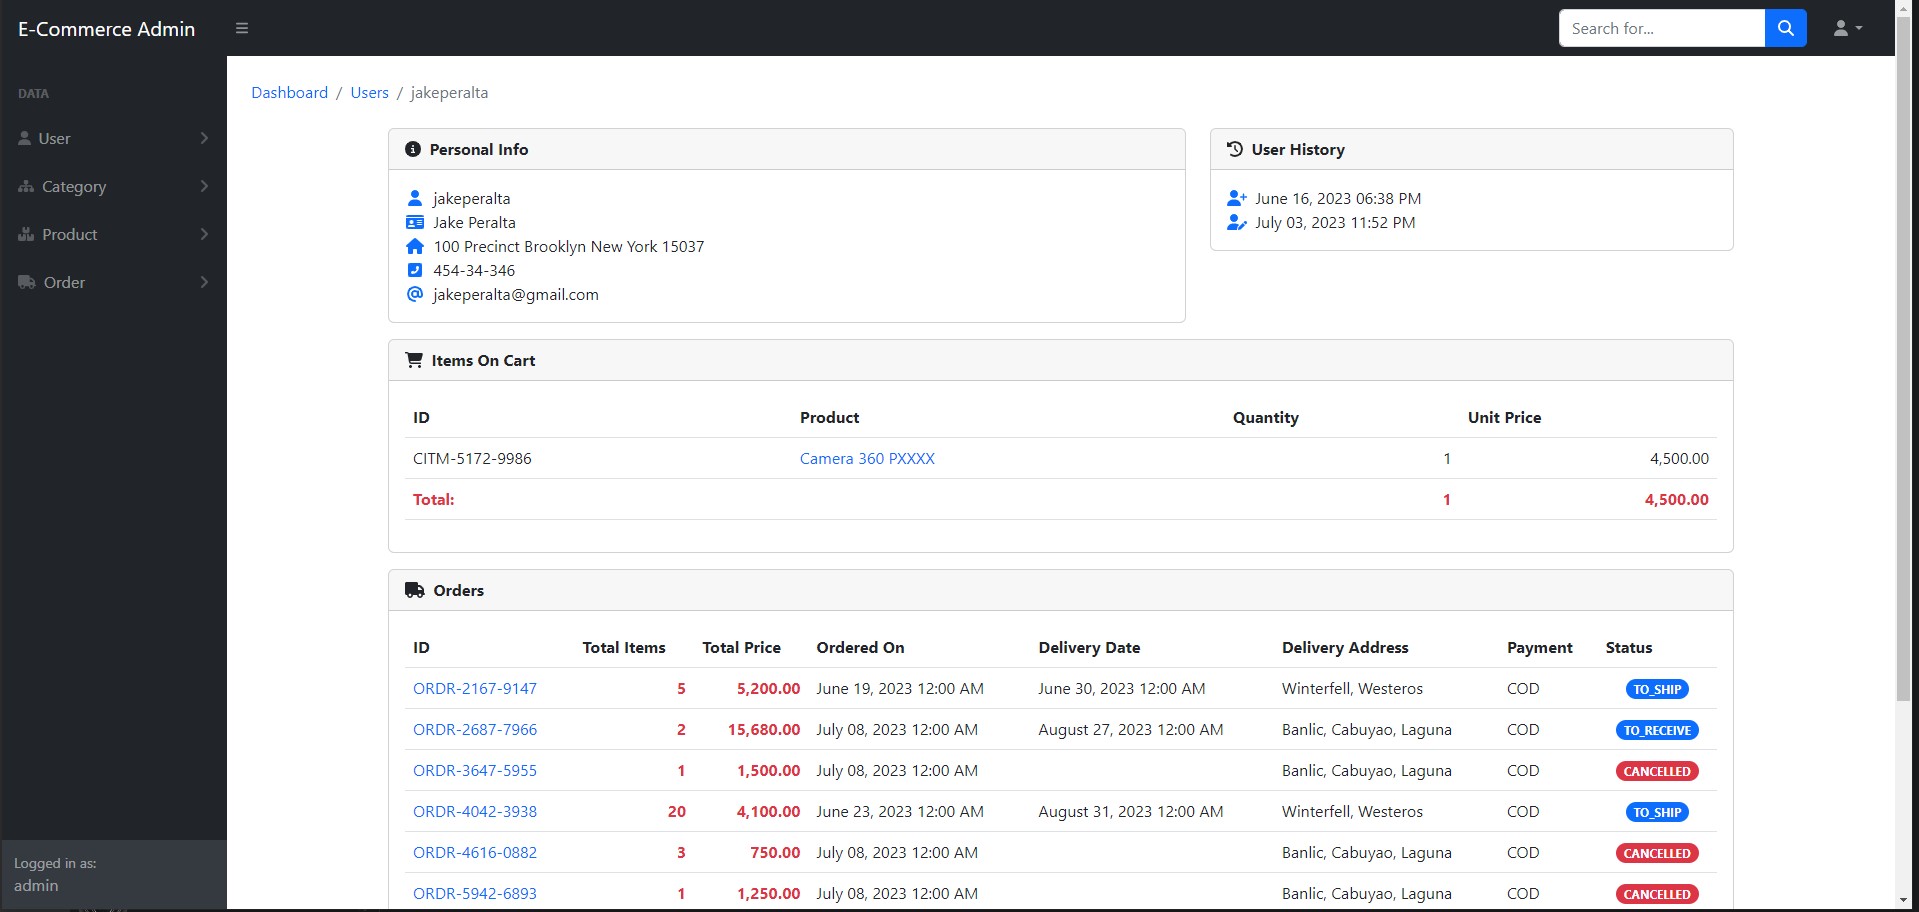 E-Commerce Admin
Search for...
DATA
User
Category
Product
Order
Logged in as:
admin
Dashboard / Users / jakeperalta
Personal Info
jakeperalta
Jake Peralta
100 Precinct Brooklyn New York 15037
454-34-346
jakeperalta@gmail.com
User History
June 16, 2023 06:38 PM
July 03, 2023 11:52 PM
Items On Cart
ID Product Quantity Unit Price
CITM-5172-9986 Camera 360 PXXXX 1 4,500.00
Total: 1 4,500.00
Orders
ID Total Items Total Price Ordered On Delivery Date Delivery Address Payment Status
ORDR-2167-9147 5 5,200.00 June 19, 2023 12:00 AM June 30, 2023 12:00 AM Winterfell, Westeros COD TO_SHIP
ORDR-2687-7966 2 15,680.00 July 08, 2023 12:00 AM August 27, 2023 12:00 AM Banlic, Cabuyao, Laguna COD TO_RECEIVE
ORDR-3647-5955 1 1,500.00 July 08, 2023 12:00 AM Banlic, Cabuyao, Laguna COD CANCELLED
ORDR-4042-3938 20 4,100.00 June 23, 2023 12:00 AM August 31, 2023 12:00 AM Winterfell, Westeros COD TO_SHIP
ORDR-4616-0882 3 750.00 July 08, 2023 12:00 AM Banlic, Cabuyao, Laguna COD CANCELLED
ORDR-5942-6893 1 1,250.00 July 08, 2023 12:00 AM Banlic, Cabuyao, Laguna COD CANCELLED